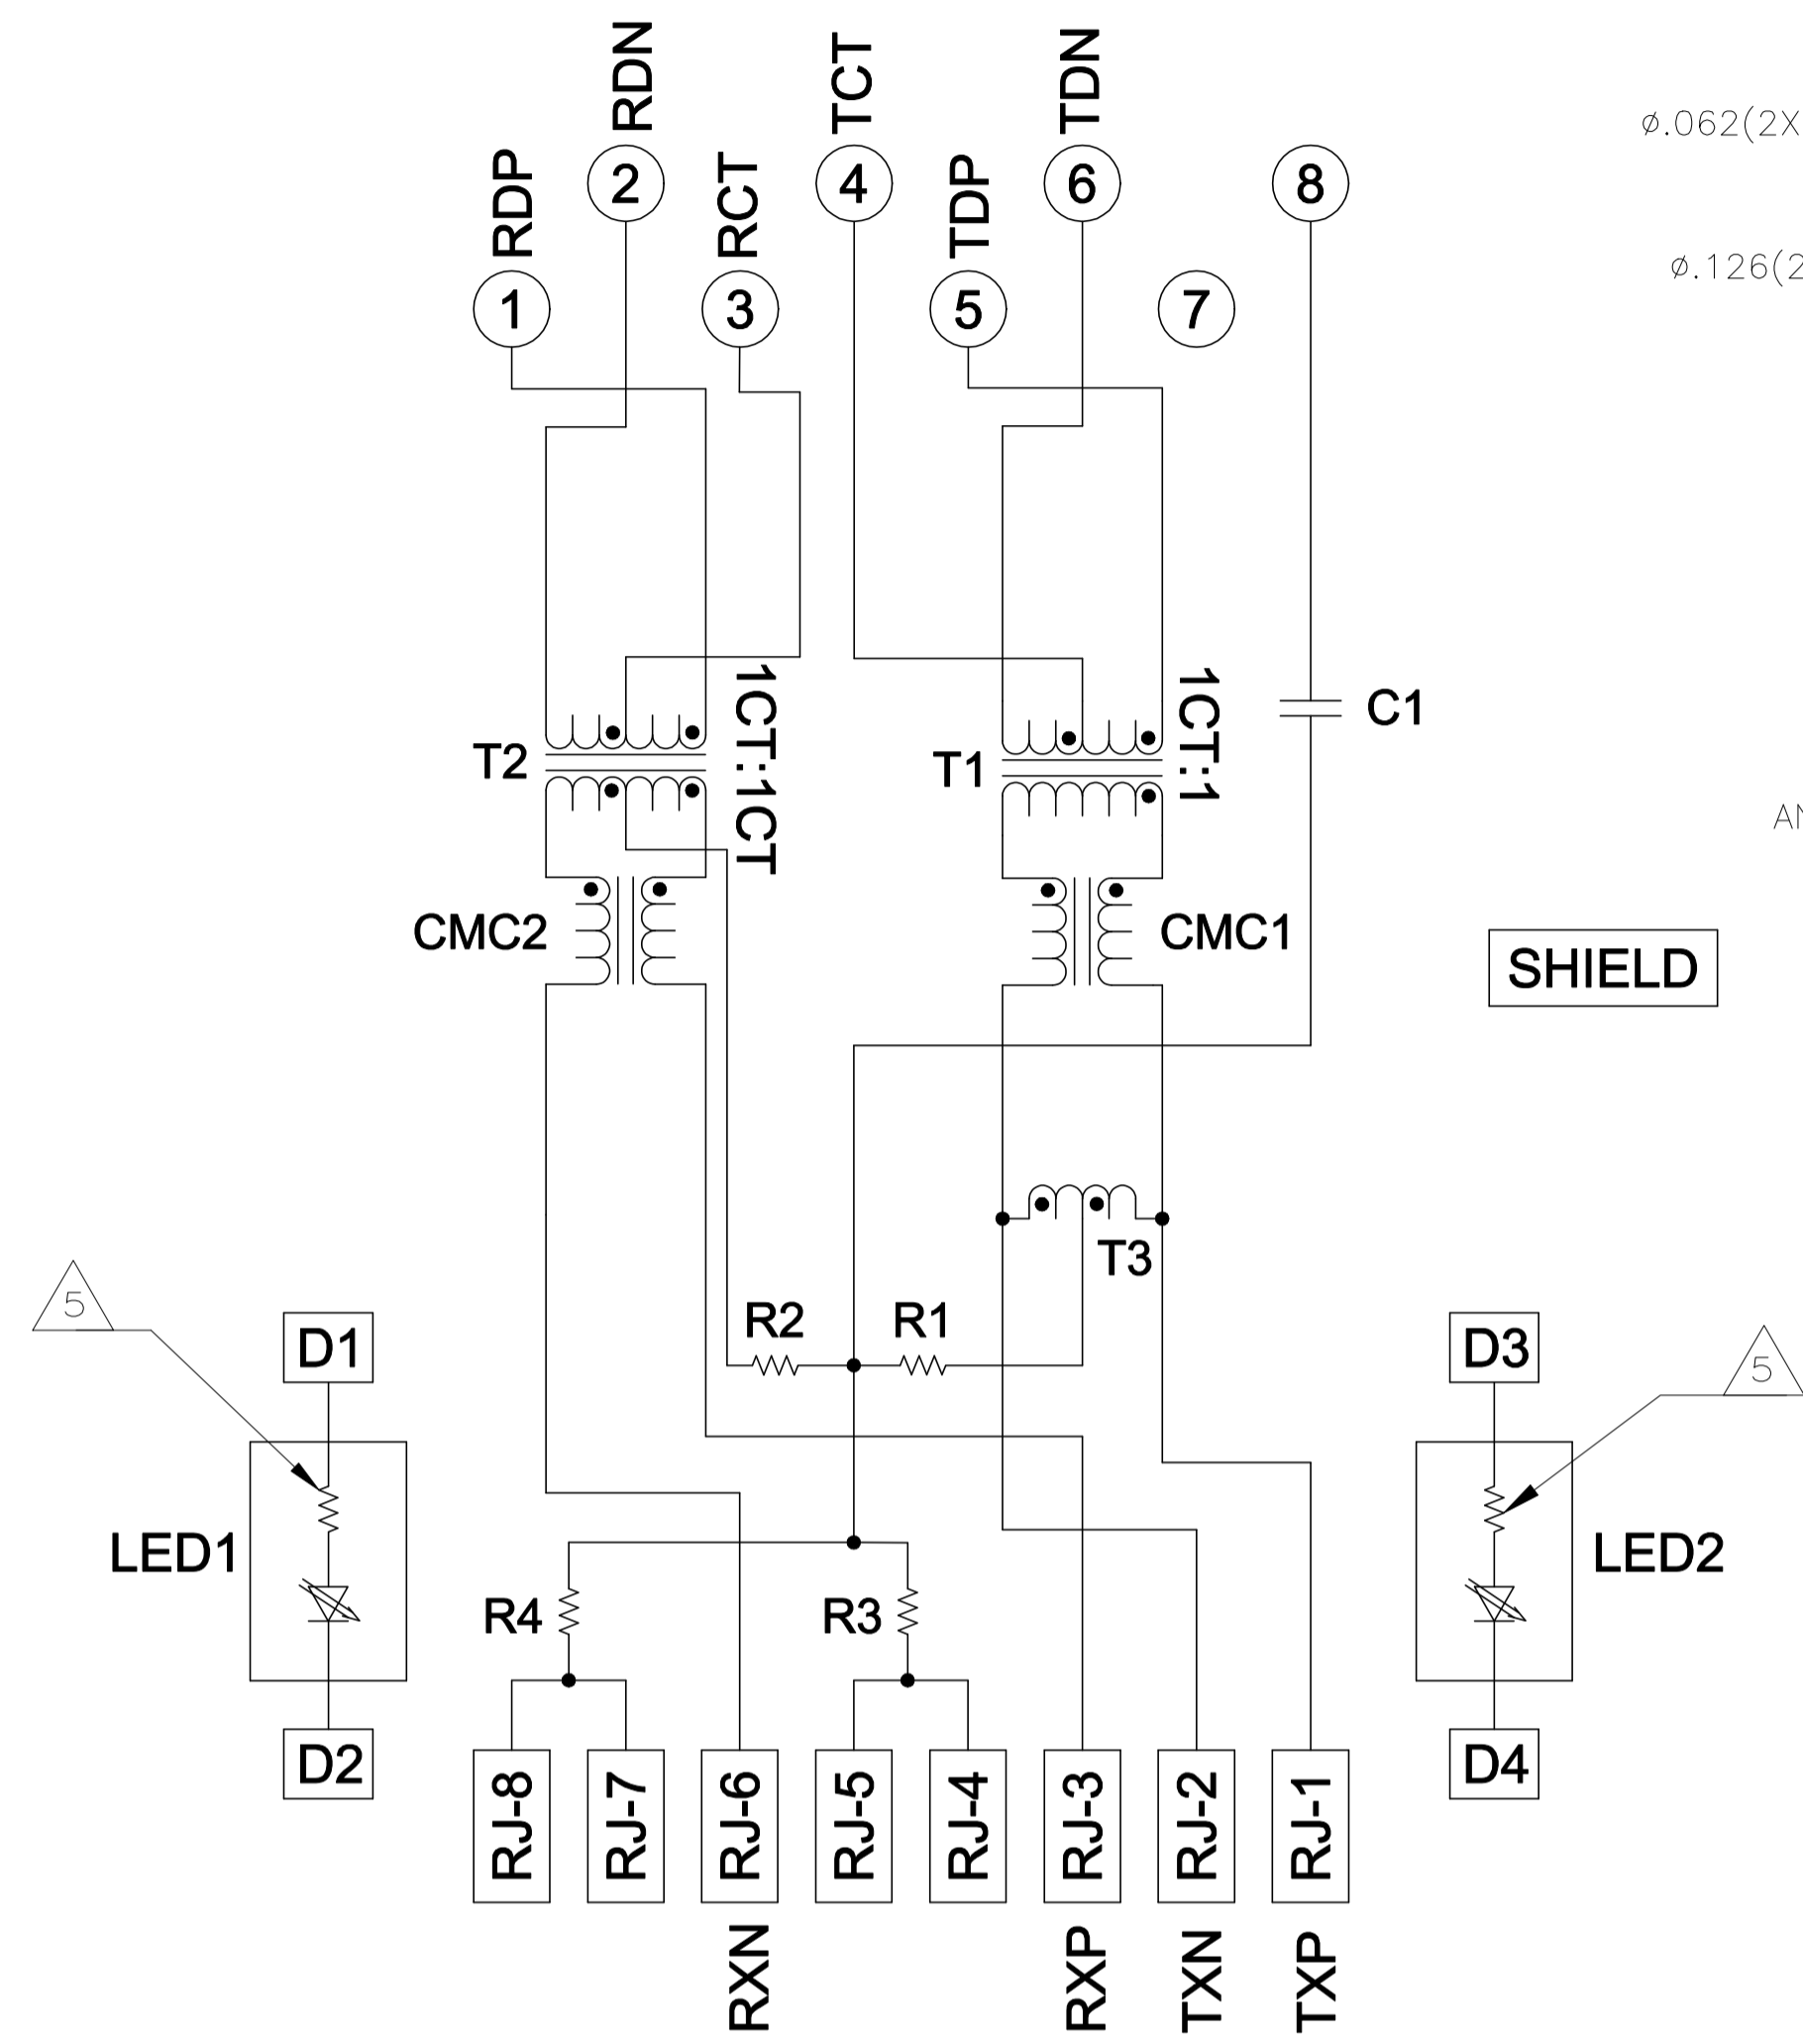 RDN
TCT
TDN
ø.062(2X
RDP
2
RCT
4
TDP
6
8
ø.126(2
1
3
5
7
1CT:1CT
1CT:1
C1
T2
T1
AN
CMC2
CMC1
SHIELD
T3
5
R2
R1
D1
D3
5
LED1
LED2
R4
R3
D2
D4
RJ-8
RJ-7
RJ-6
RJ-5
RJ-4
RJ-3
RJ-2
RJ-1
RXN
RXP
TXN
TXP